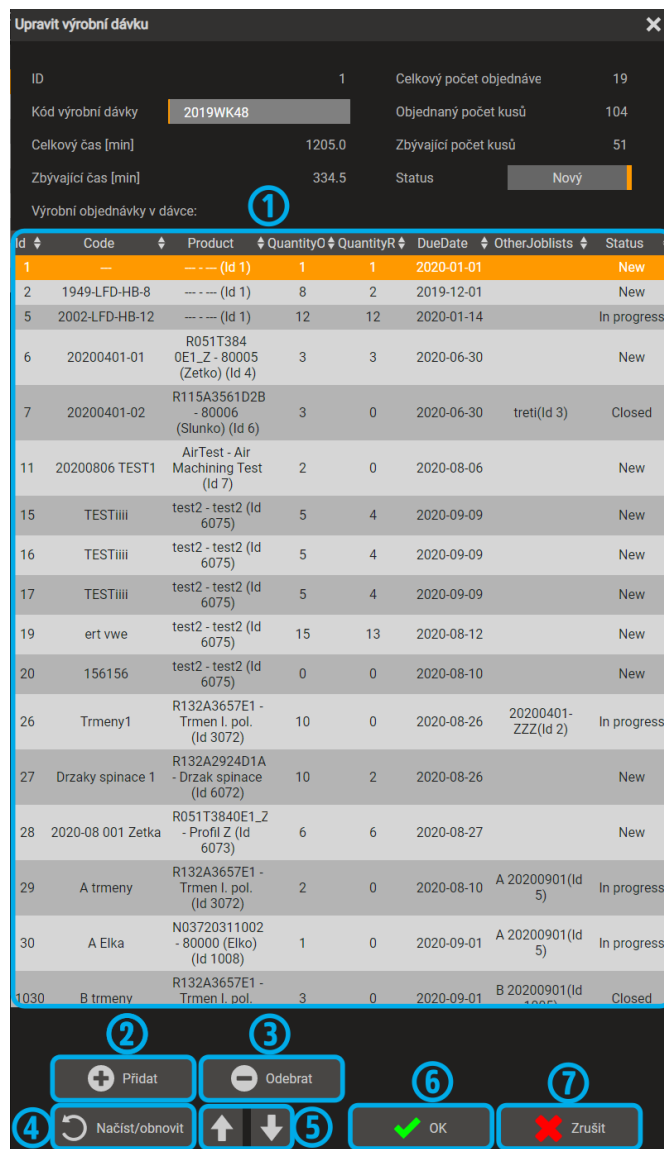 Upravit výrobní dávku
ID 1 Celkový počet objednáve 19
Kód výrobní dávky 2019WK48 Objednaný počet kusů 104
Celkový čas [min] 1205.0 Zbývající počet kusů 51
Zbývající čas [min] 334.5 Status Nový
Výrobní objednávky v dávce: 1
Id Code Product QuantityO QuantityR DueDate OtherJoblists Status
1 --- --- - --- (Id 1) 1 1 2020-01-01 New
2 1949-LFD-HB-8 --- - --- (Id 1) 8 2 2019-12-01 New
5 2002-LFD-HB-12 --- - --- (Id 1) 12 12 2020-01-14 In progress
R051T384
6 20200401-01 0E1_Z - 80005 3 3 2020-06-30 New
(Zetko) (Id 4)
R115A3561D2B
7 20200401-02 - 80006 3 0 2020-06-30 treti(Id 3) Closed
(Slunko) (Id 6)
AirTest - Air
11 20200806 TEST1 Machining Test 2 0 2020-08-06 New
(Id 7)
15 TESTiiii test2 - test2 (Id 5 4 2020-09-09 New
6075)
16 TESTiiii test2 - test2 (Id 5 4 2020-09-09 New
6075)
17 TESTiiii test2 - test2 (Id 5 4 2020-09-09 New
6075)
19 ert vwe test2 - test2 (Id 15 13 2020-08-12 New
6075)
20 156156 test2 - test2 (Id 0 0 2020-08-10 New
6075)
R132A3657E1 -
26 Trmeny1 Trmen I. pol. 10 0 2020-08-26 20200401-ZZZ(Id 2) In progress
(Id 3072)
R132A2924D1A
27 Drzaky spinace 1 - Drzak spinace 10 2 2020-08-26 New
(Id 6072)
R051T3840E1_Z
28 2020-08 001 Zetka - Profil Z (Id 6 6 2020-08-27 New
6073)
R132A3657E1 -
29 A trmeny Trmen I. pol. 2 0 2020-08-10 A 20200901(Id 5) In progress
(Id 3072)
N03720311002
30 A Elka - 80000 (Elko) 1 0 2020-09-01 A 20200901(Id 5) In progress
(Id 1008)
R132A3657E1 -
1030 B trmeny Trmen I. pol. 3 0 2020-09-01 B 20200901(Id Closed
2 3
Přidat Odebrat 6 7
4 Načíst/obnovit 5 OK Zrušit